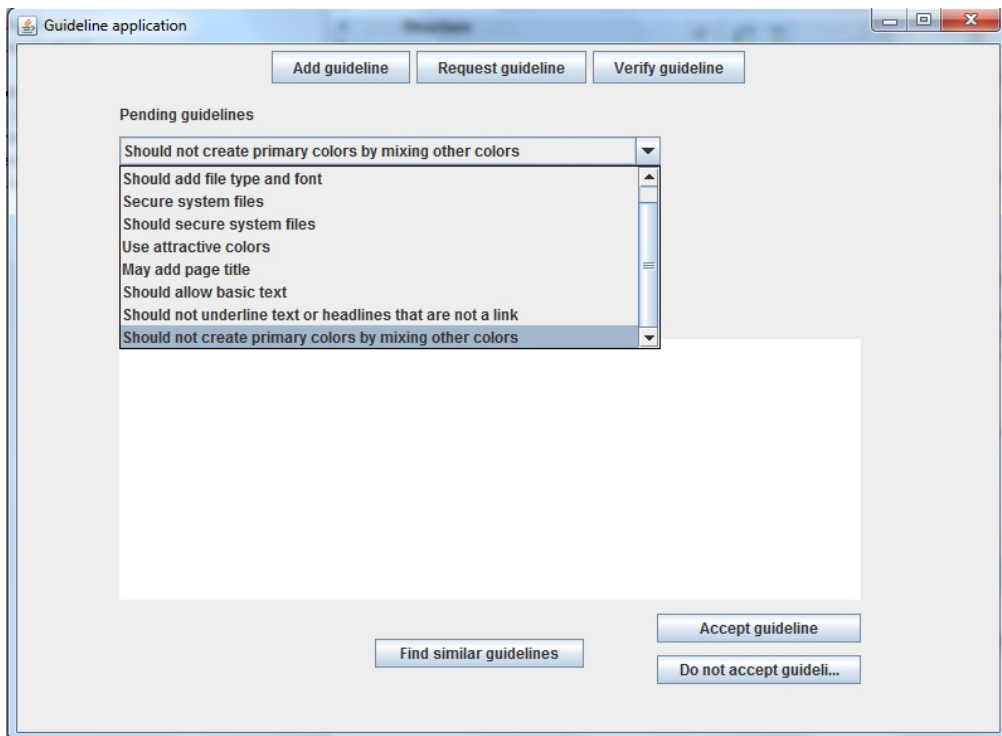 Guideline application
Add guideline Request guideline Verify guideline
Pending guidelines
Should not create primary colors by mixing other colors
Should add file type and font
Secure system files
Should secure system files
Use attractive colors
May add page title
Should allow basic text
Should not underline text or headlines that are not a link
Should not create primary colors by mixing other colors
Accept guideline
Find similar guidelines
Do not accept guideli...